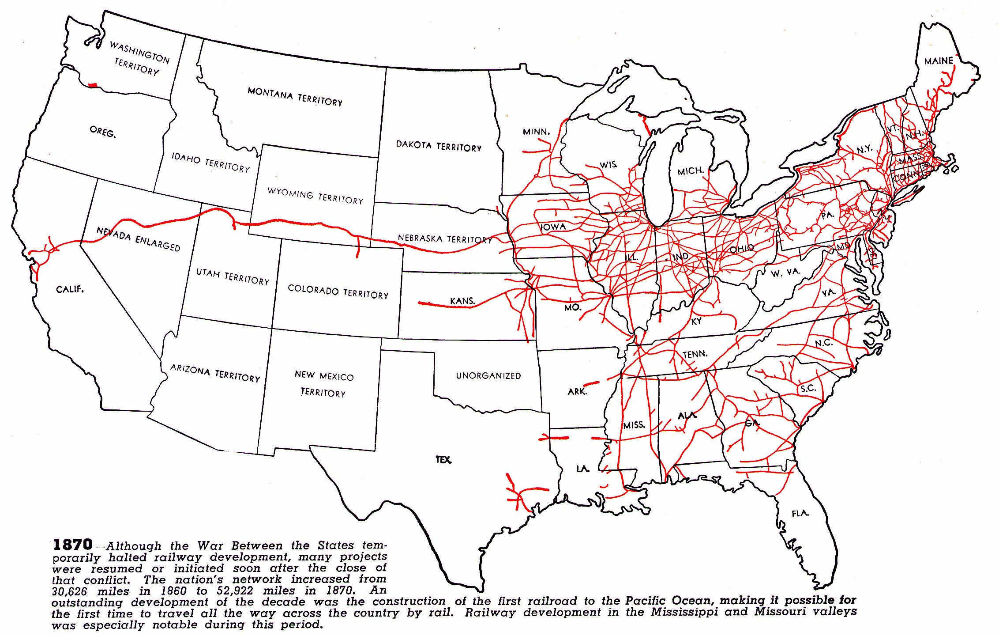 WASHINGTON
TERRITORY
MAINE
MONTANA TERRITORY
OREG.
DAKOTA TERRITORY
MINN.
VT.
N.H.
N.Y.
IDAHO TERRITORY
WIS.
MICH.
MASS.
CONN.
R.I.
WYOMING TERRITORY
PA.
N.J.
NEVADA ENLARGED
NEBRASKA TERRITORY
IOWA
ILL.
IND
OHIO
MD
DEL
UTAH TERRITORY
W. VA.
CALIF.
COLORADO TERRITORY
KANS.
MO.
VA.
KY
ARIZONA TERRITORY
NEW MEXICO
TERRITORY
UNORGANIZED
TENN.
N.C.
ARK.
S.C.
MISS.
ALA.
GA.
TEX.
LA.
FLA.
1870—Although the War Between the States tem-
porarily halted railway development, many projects
were resumed or initiated soon after the close of
that conflict. The nation's network increased from
30,626 miles in 1860 to 52,922 miles in 1870. An
outstanding development of the decade was the construction of the first railroad to the Pacific Ocean, making it possible for
the first time to travel all the way across the country by rail. Railway development in the Mississippi and Missouri valleys
was especially notable during this period.